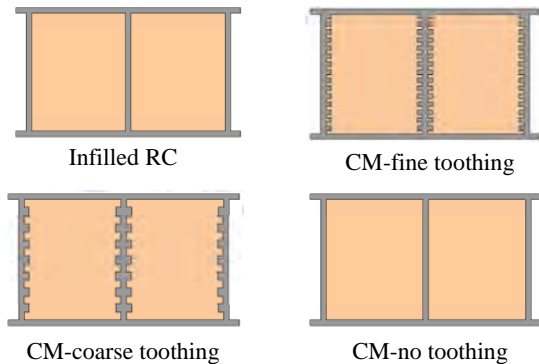 Infilled RC
CM-fine toothing
CM-coarse toothing
CM-no toothing